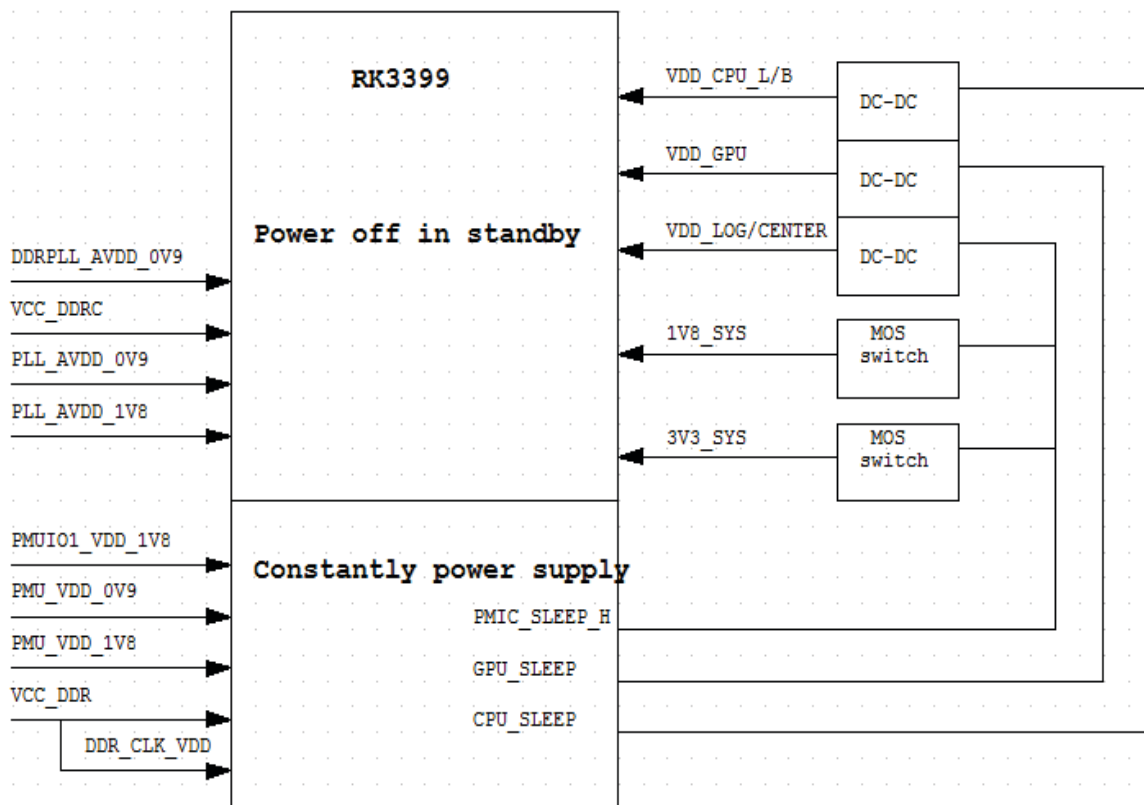 RK3399
Power off in standby
DDRPLL_AVDD_0V9
VCC_DDRC
PLL_AVDD_0V9
PLL_AVDD_1V8
VDD_CPU_L/B
DC-DC
VDD_GPU
DC-DC
VDD_LOG/CENTER
DC-DC
1V8_SYS
MOS
switch
3V3_SYS
MOS
switch
Constantly power supply
PMUIO1_VDD_1V8
PMU_VDD_0V9
PMU_VDD_1V8
VCC_DDR
DDR_CLK_VDD
PMIC_SLEEP_H
GPU_SLEEP
CPU_SLEEP